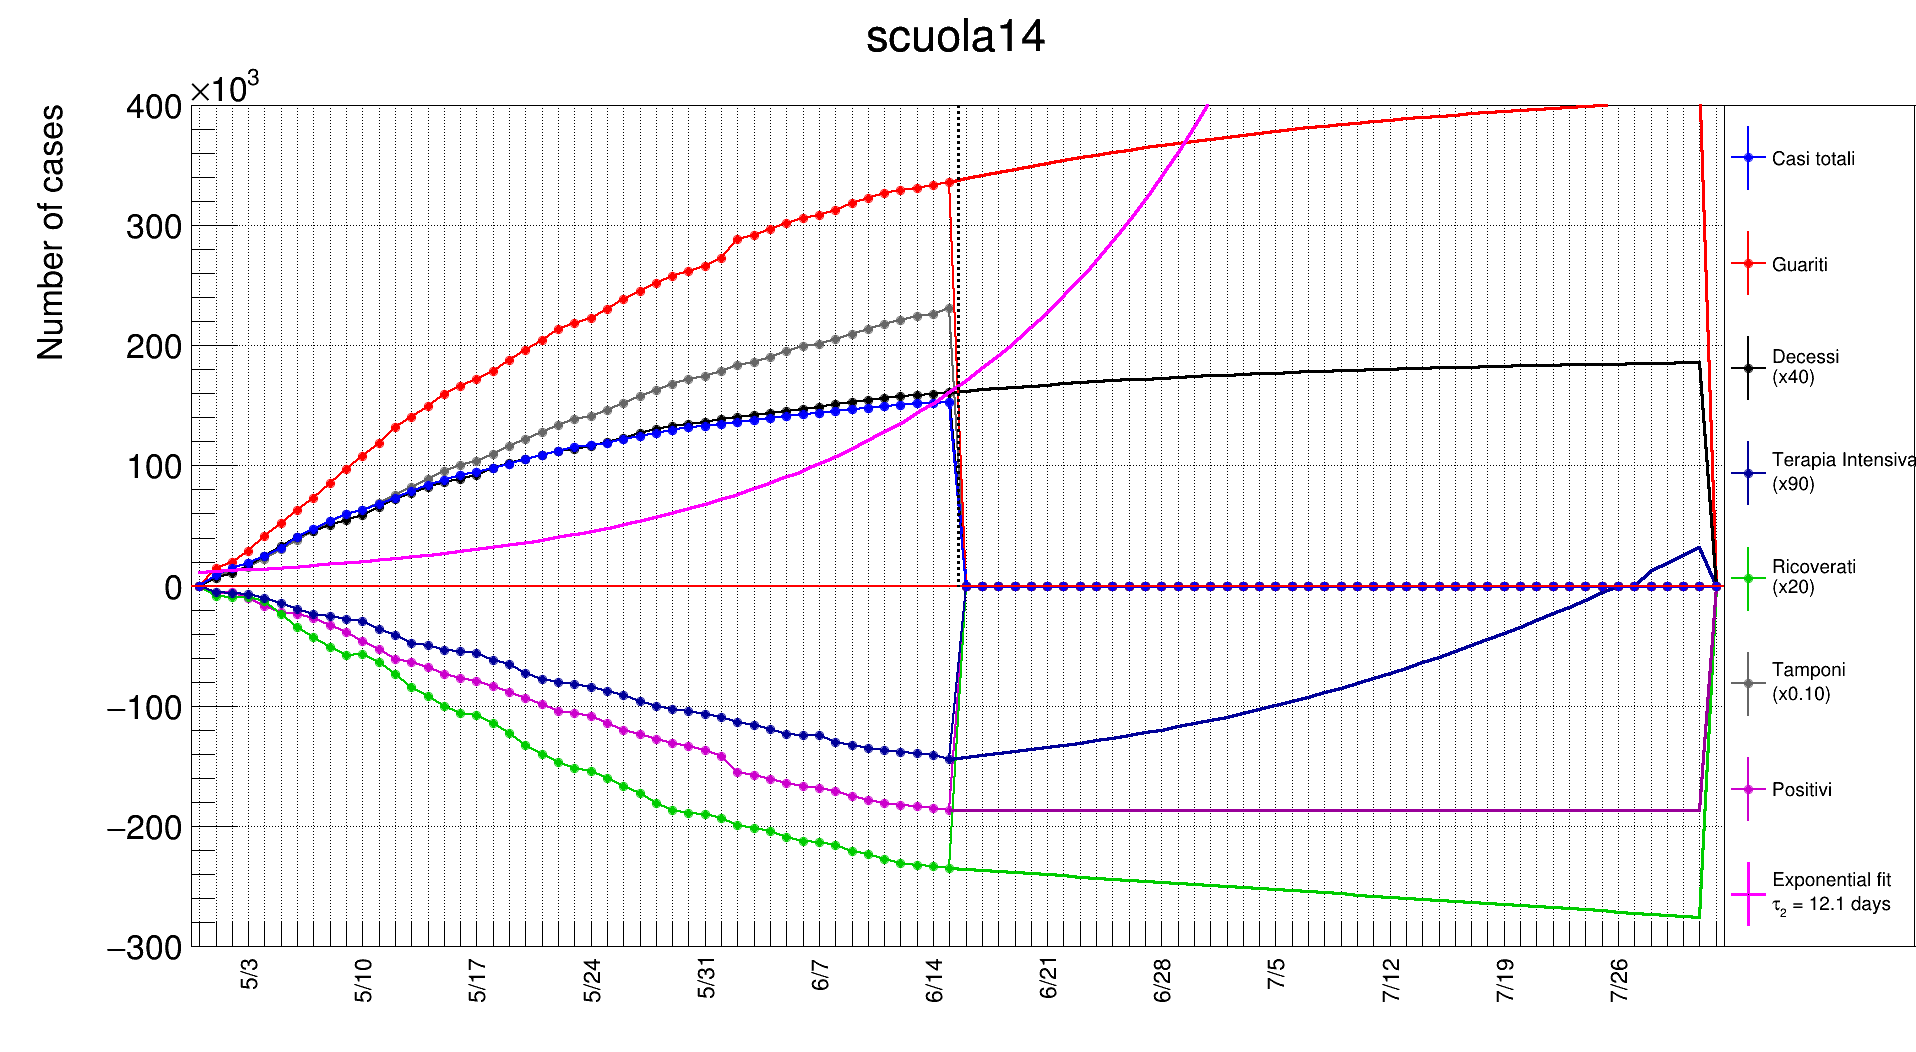 scuola14
×10³
Number of cases
400
300
200
100
0
−100
−200
−300
5/3
5/10
5/17
5/24
5/31
6/7
6/14
6/21
6/28
7/5
7/12
7/19
7/26
Casi totali
Guariti
Decessi
(x40)
Terapia Intensiva
(x90)
Ricoverati
(x20)
Tamponi
(x0.10)
Positivi
Exponential fit
τ₂ = 12.1 days